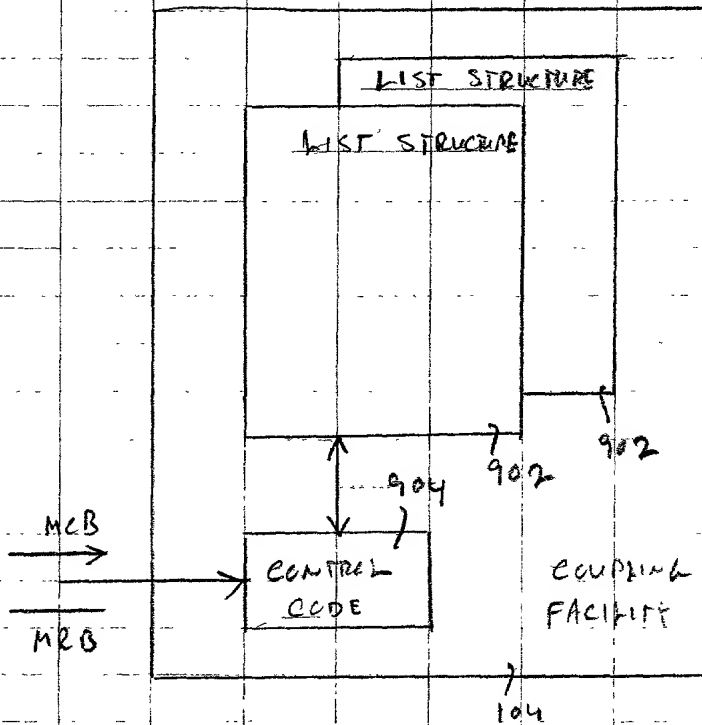 LIST STRUCTURE
LIST STRUCTURE
902
902
904
MCB
CONTROL
CODE
COUPLING
FACILITY
MRB
104